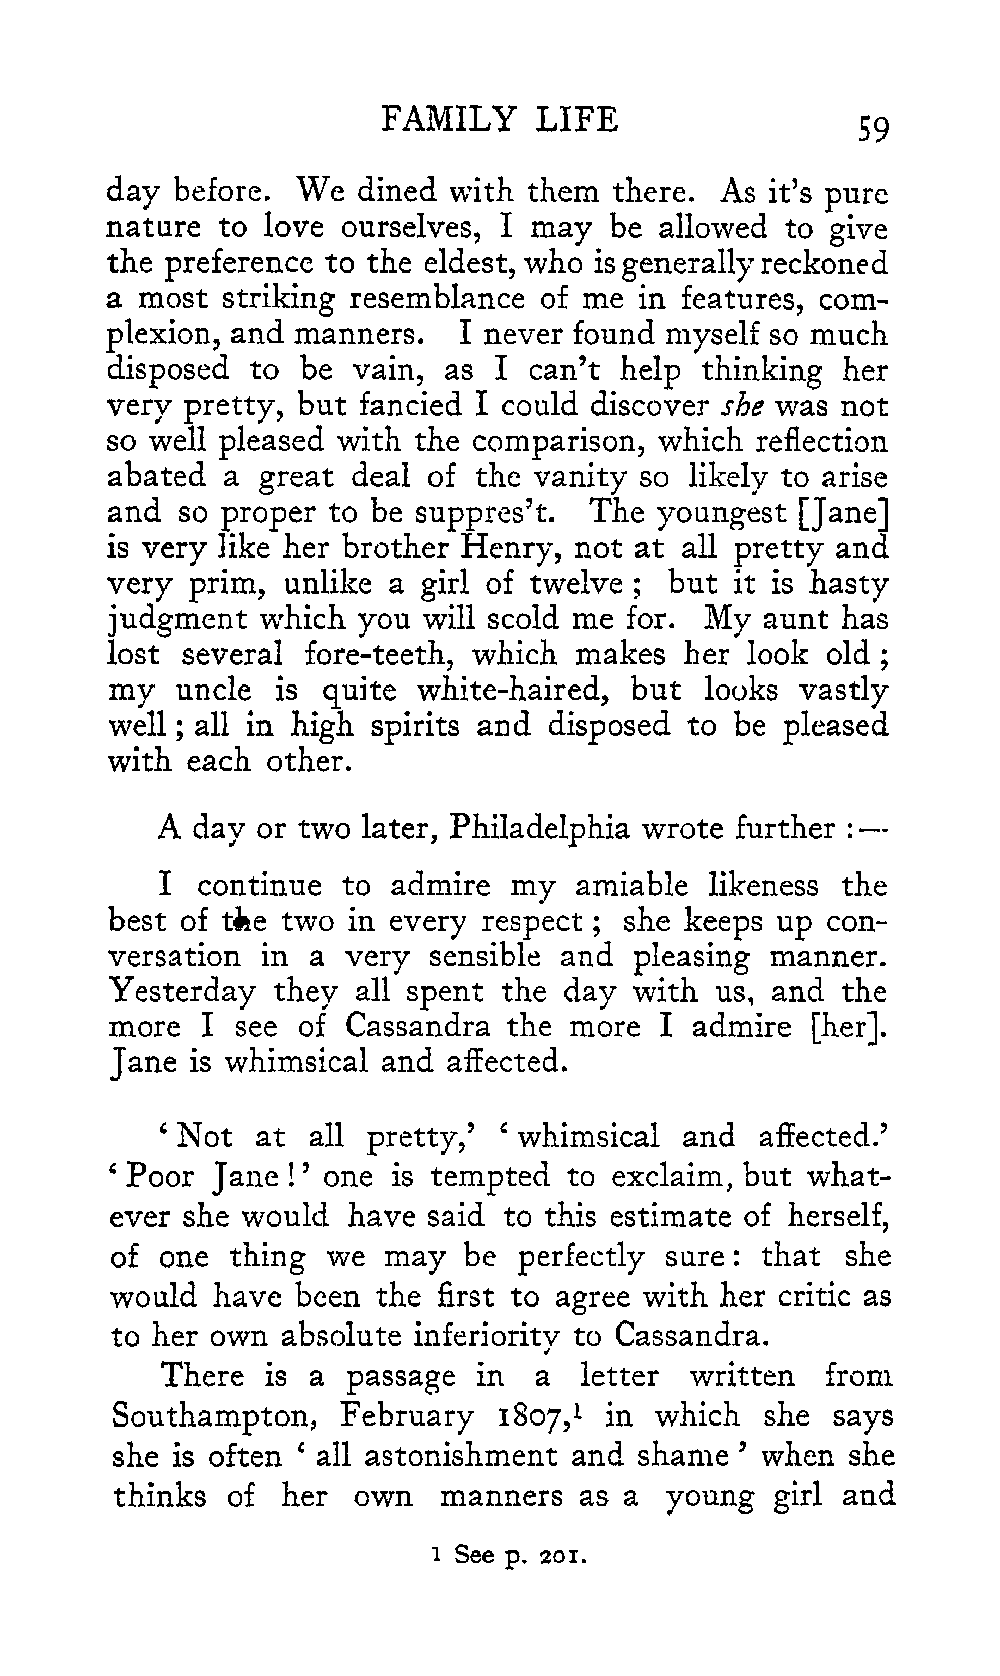 FAMILY LIFE 59
day before. We dined with them there. As it's pure
nature to love ourselves, I may be allowed to give
the preference to the eldest, who is generally reckoned
a most striking resemblance of me in features, com-
plexion, and manners. I never found myself so much
disposed to be vain, as I can't help thinking her
very pretty, but fancied I could discover she was not
so well pleased with the comparison, which reflection
abated a great deal of the vanity so likely to arise
and so proper to be suppres't. The youngest [Jane]
is very like her brother Henry, not at all pretty and
very prim, unlike a girl of twelve ; but it is hasty
judgment which you will scold me for. My aunt has
lost several fore-teeth, which makes her look old ;
my uncle is quite white-haired, but looks vastly
well ; all in high spirits and disposed to be pleased
with each other.
A day or two later, Philadelphia wrote further :—
I continue to admire my amiable likeness the
best of the two in every respect ; she keeps up con-
versation in a very sensible and pleasing manner.
Yesterday they all spent the day with us, and the
more I see of Cassandra the more I admire [her].
Jane is whimsical and affected.
‘ Not at all pretty,’ ‘ whimsical and affected.’
‘ Poor Jane ! ’ one is tempted to exclaim, but what-
ever she would have said to this estimate of herself,
of one thing we may be perfectly sure : that she
would have been the first to agree with her critic as
to her own absolute inferiority to Cassandra.
There is a passage in a letter written from
Southampton, February 1807,¹ in which she says
she is often ‘ all astonishment and shame ’ when she
thinks of her own manners as a young girl and
1 See p. 201.